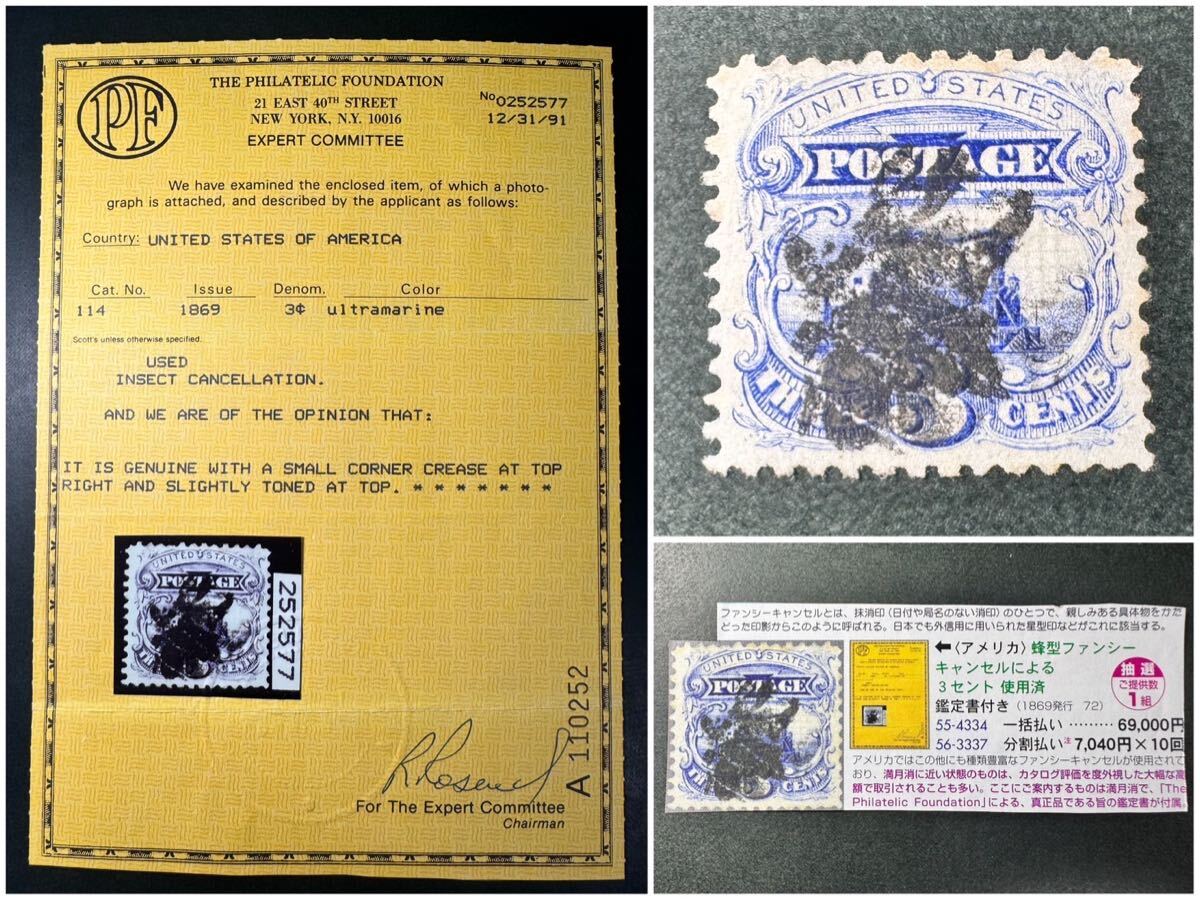 PF
THE PHILATELIC FOUNDATION
21 EAST 40TH STREET
NEW YORK, N.Y. 10016
EXPERT COMMITTEE
No 0252577
12/31/91
We have examined the enclosed item, of which a photo-
graph is attached, and described by the applicant as follows:
Country: UNITED STATES OF AMERICA
Cat. No. Issue Denom. Color
114 1869 3¢ ultramarine
Scott's unless otherwise specified.
USED
INSECT CANCELLATION.
AND WE ARE OF THE OPINION THAT:
IT IS GENUINE WITH A SMALL CORNER CREASE AT TOP
RIGHT AND SLIGHTLY TONED AT TOP. * * * * * * *
UNITED STATES
POSTAGE
CENTS
252577
A 110252
For The Expert Committee
Chairman
UNITED STATES
POSTAGE
3 CENTS
ファンシーキャンセルとは、抹消印（日付や局名のない消印）のひとつで、親しみある具体物をかた
どった印影からこのように呼ばれる。日本でも外信用に用いられた星型印などがこれに該当する。
UNITED STATES
POSTAGE
CENTS
PF
⬅〈アメリカ〉蜂型ファンシー
キャンセルによる
3セント 使用済
鑑定書付き（1869発行 72）
抽選
ご提供数
1組
55-4334 一括払い ……… 69,000円
56-3337 分割払い注 7,040円×10回
アメリカではこの他にも種類豊富なファンシーキャンセルが使用されて
おり、満月消に近い状態のものは、カタログ評価を度外視した大幅な高
額で取引されることも多い。ここにご案内するものは満月消で、「The
Philatelic Foundation」による、真正品である旨の鑑定書が付属。